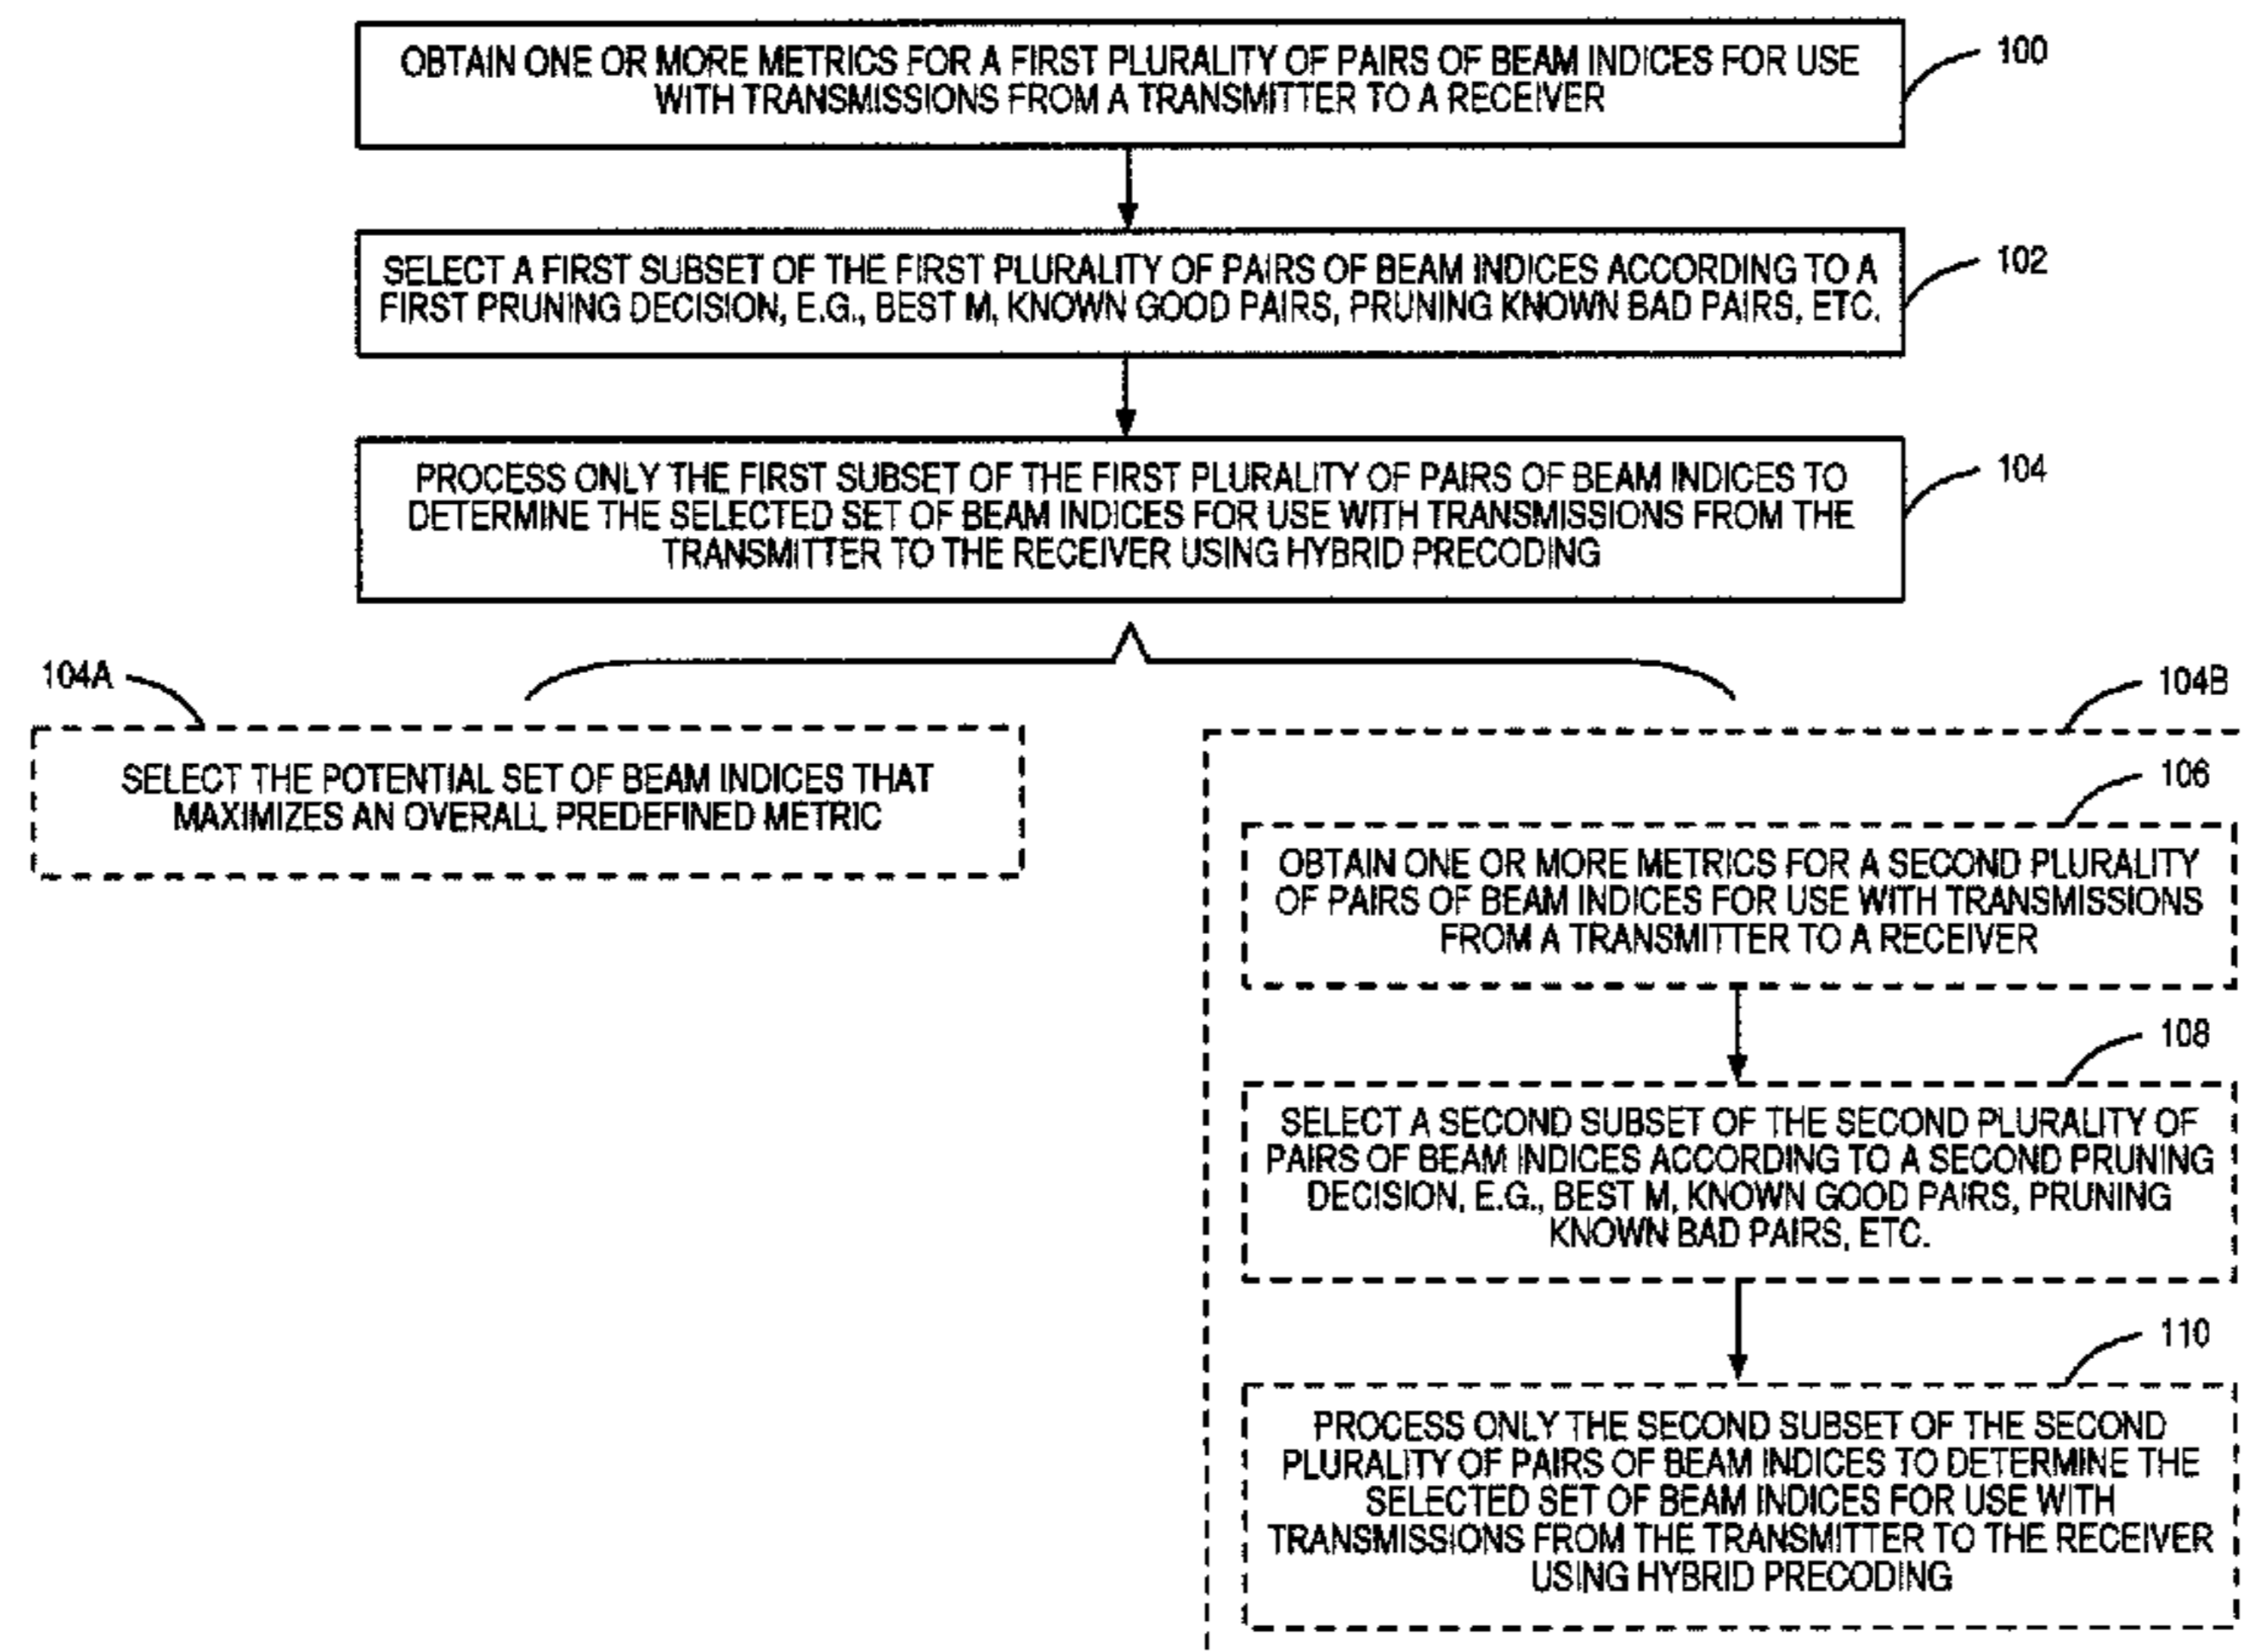 OBTAIN ONE OR MORE METRICS FOR A FIRST PLURALITY OF PAIRS OF BEAM INDICES FOR USE
WITH TRANSMISSIONS FROM A TRANSMITTER TO A RECEIVER
100
SELECT A FIRST SUBSET OF THE FIRST PLURALITY OF PAIRS OF BEAM INDICES ACCORDING TO A
FIRST PRUNING DECISION, E.G., BEST M, KNOWN GOOD PAIRS, PRUNING KNOWN BAD PAIRS, ETC.
102
PROCESS ONLY THE FIRST SUBSET OF THE FIRST PLURALITY OF PAIRS OF BEAM INDICES TO
DETERMINE THE SELECTED SET OF BEAM INDICES FOR USE WITH TRANSMISSIONS FROM THE
TRANSMITTER TO THE RECEIVER USING HYBRID PRECODING
104
104A
SELECT THE POTENTIAL SET OF BEAM INDICES THAT
MAXIMIZES AN OVERALL PREDEFINED METRIC
104B
106
OBTAIN ONE OR MORE METRICS FOR A SECOND PLURALITY
OF PAIRS OF BEAM INDICES FOR USE WITH TRANSMISSIONS
FROM A TRANSMITTER TO A RECEIVER
108
SELECT A SECOND SUBSET OF THE SECOND PLURALITY OF
PAIRS OF BEAM INDICES ACCORDING TO A SECOND PRUNING
DECISION, E.G., BEST M, KNOWN GOOD PAIRS, PRUNING
KNOWN BAD PAIRS, ETC.
110
PROCESS ONLY THE SECOND SUBSET OF THE SECOND
PLURALITY OF PAIRS OF BEAM INDICES TO DETERMINE THE
SELECTED SET OF BEAM INDICES FOR USE WITH
TRANSMISSIONS FROM THE TRANSMITTER TO THE RECEIVER
USING HYBRID PRECODING